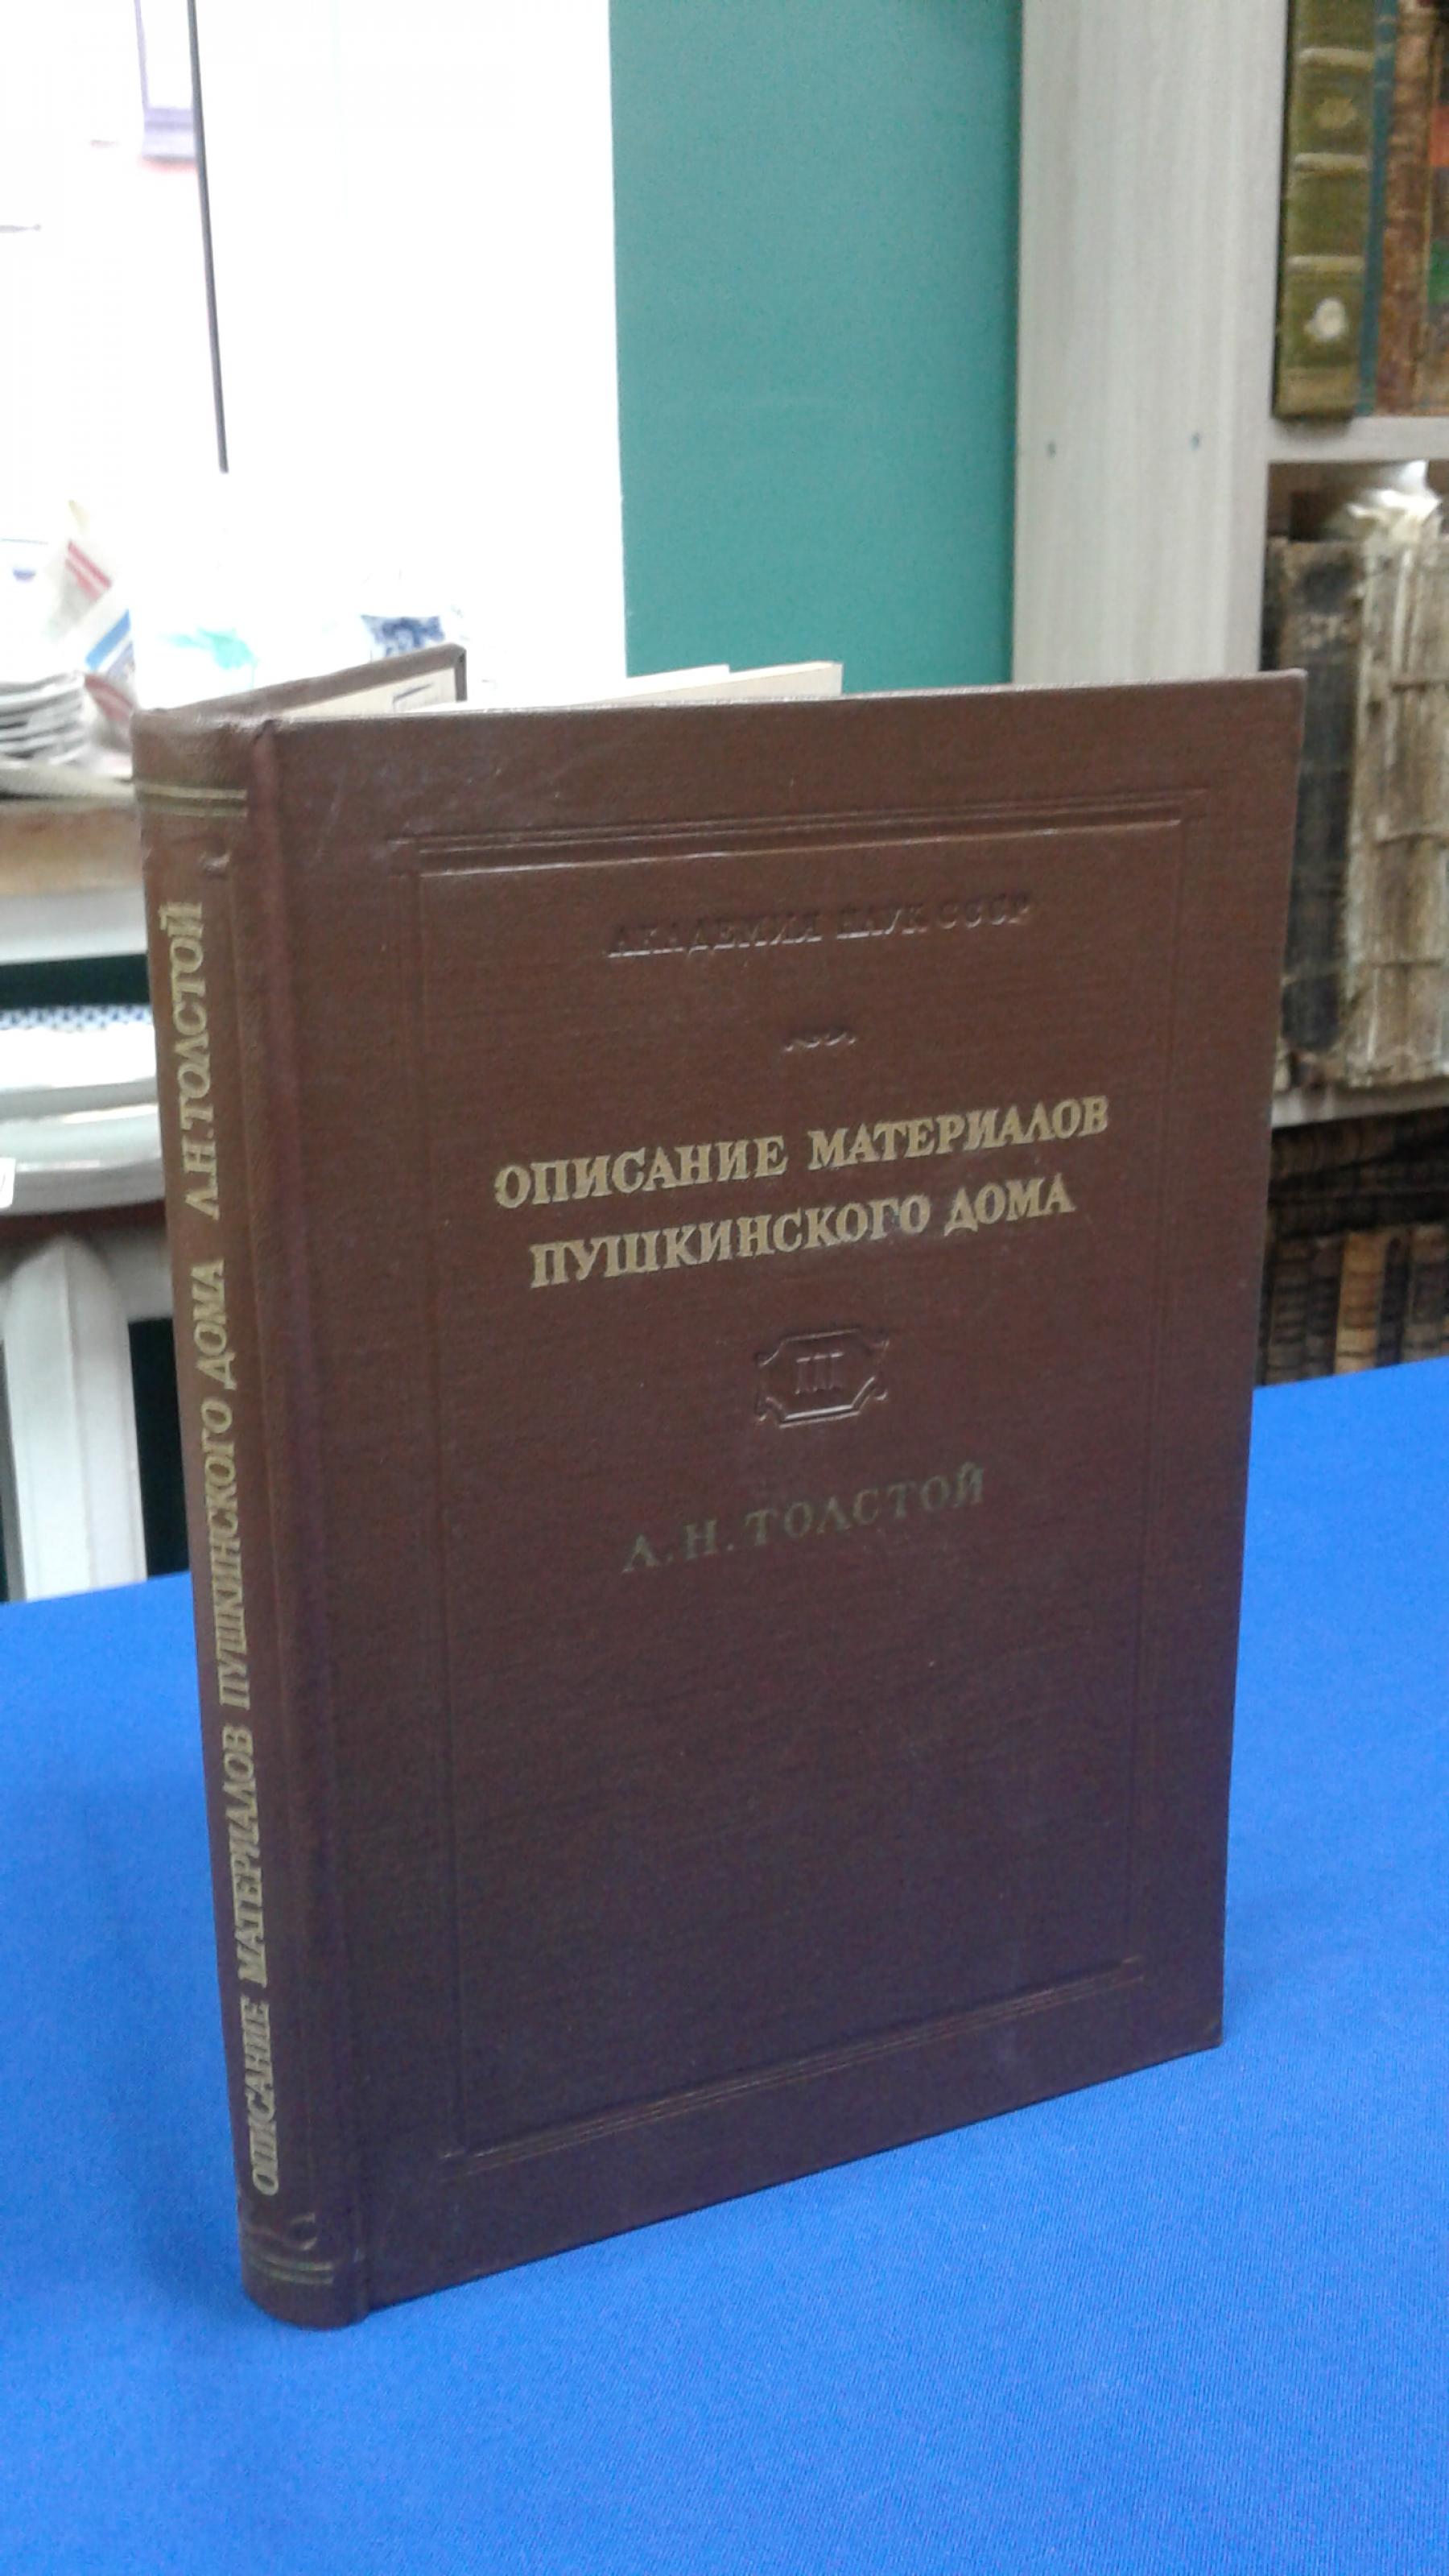 АКАДЕМИЯ НАУК СССР
ОПИСАНИЕ МАТЕРИАЛОВ
ПУШКИНСКОГО ДОМА
III
Л. Н. ТОЛСТОЙ
ОПИСАНИЕ МАТЕРИАЛОВ ПУШКИНСКОГО ДОМА Л.Н.ТОЛСТОЙ